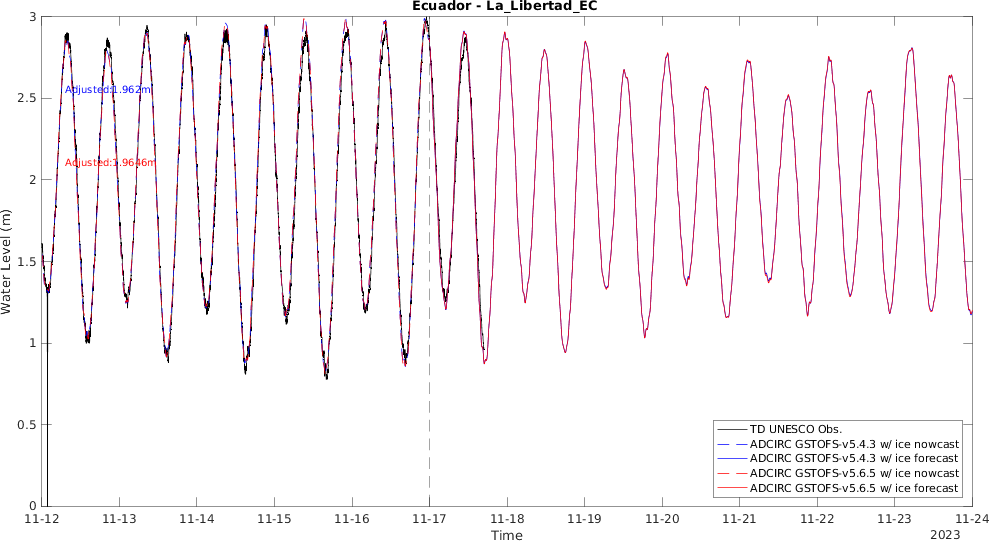 Ecuador - La_Libertad_EC
3
2.5
2
1.5
1
0.5
0
Water Level (m)
Adjusted:1.962m
Adjusted:1.9646m
TD UNESCO Obs.
ADCIRC GSTOFS-v5.4.3 w/ ice nowcast
ADCIRC GSTOFS-v5.4.3 w/ ice forecast
ADCIRC GSTOFS-v5.6.5 w/ ice nowcast
ADCIRC GSTOFS-v5.6.5 w/ ice forecast
11-12 11-13 11-14 11-15 11-16 11-17 11-18 11-19 11-20 11-21 11-22 11-23 11-24
Time
2023